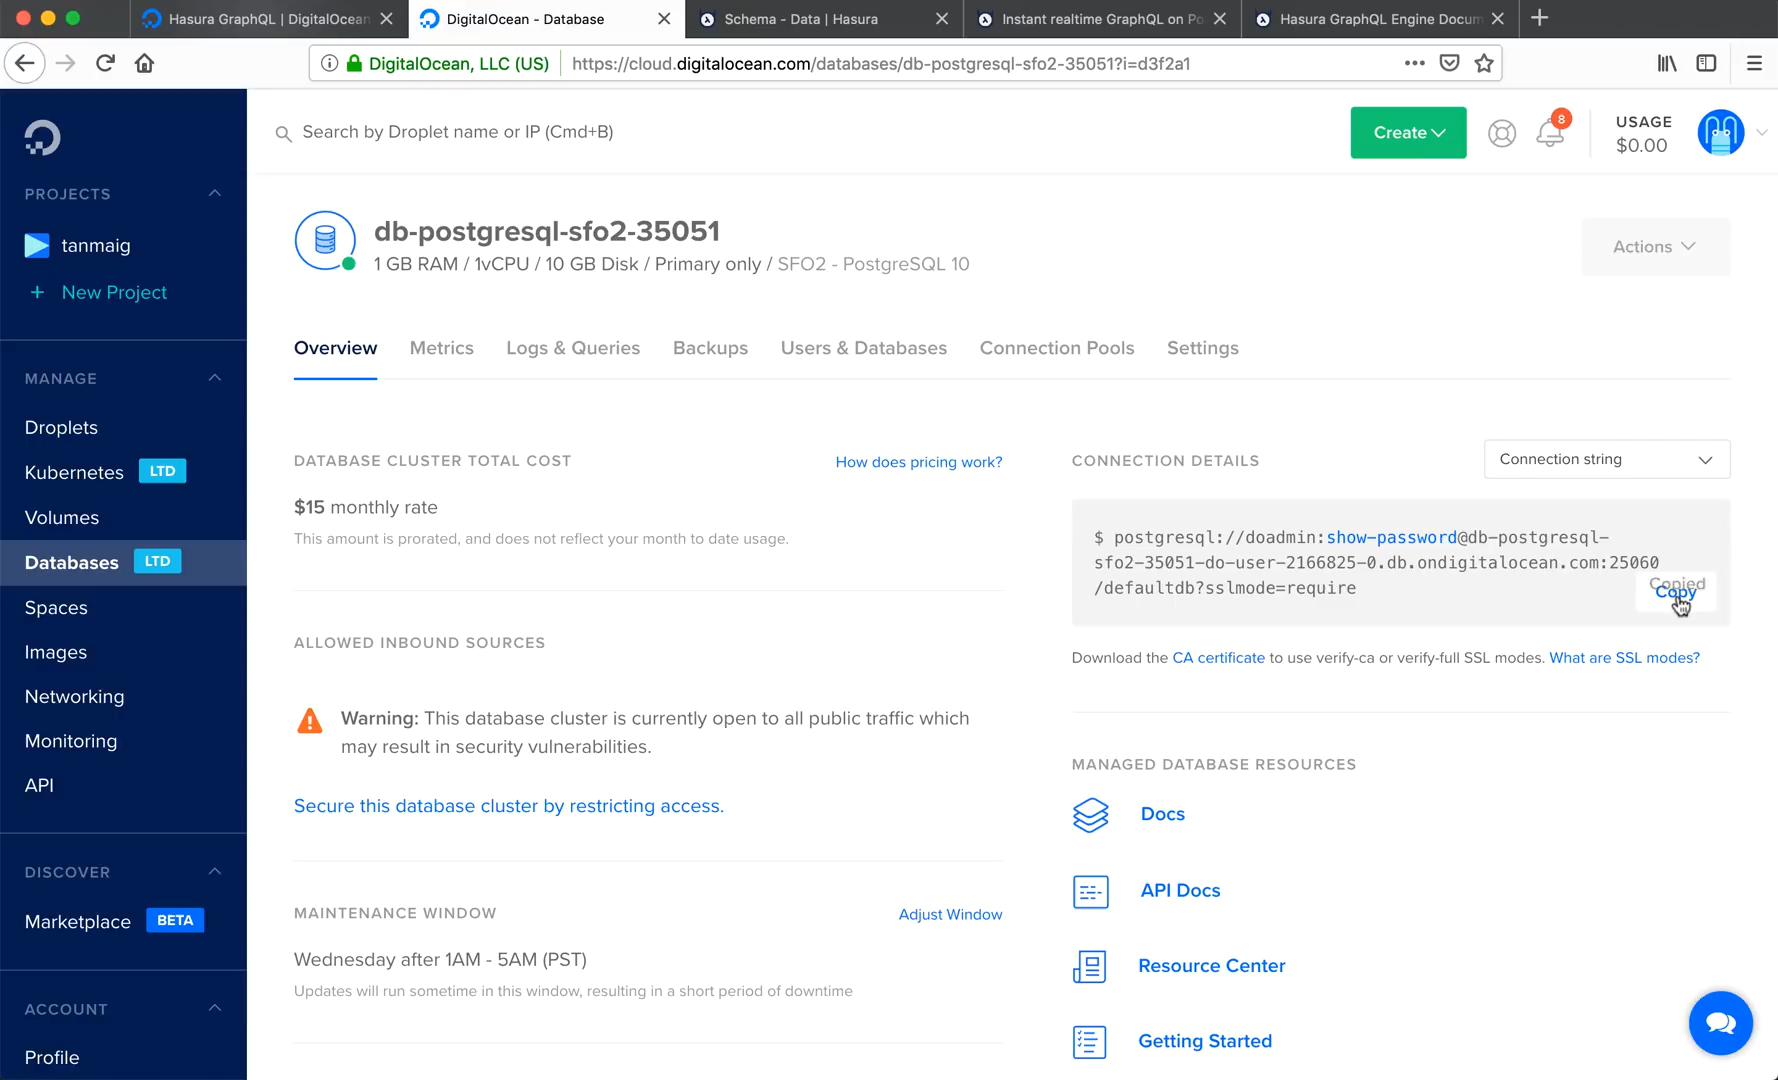 Hasura GraphQL | DigitalOcean
DigitalOcean - Database
Schema - Data | Hasura
Instant realtime GraphQL on Po
Hasura GraphQL Engine Docum
DigitalOcean, LLC (US)
https://cloud.digitalocean.com/databases/db-postgresql-sfo2-35051?i=d3f2a1
Search by Droplet name or IP (Cmd+B)
Create
8
USAGE
$0.00
PROJECTS
tanmaig
+ New Project
MANAGE
Droplets
Kubernetes LTD
Volumes
Databases LTD
Spaces
Images
Networking
Monitoring
API
DISCOVER
Marketplace BETA
ACCOUNT
Profile
db-postgresql-sfo2-35051
1 GB RAM / 1vCPU / 10 GB Disk / Primary only / SFO2 - PostgreSQL 10
Actions
Overview
Metrics
Logs & Queries
Backups
Users & Databases
Connection Pools
Settings
DATABASE CLUSTER TOTAL COST
How does pricing work?
$15 monthly rate
This amount is prorated, and does not reflect your month to date usage.
ALLOWED INBOUND SOURCES
Warning: This database cluster is currently open to all public traffic which
may result in security vulnerabilities.
Secure this database cluster by restricting access.
MAINTENANCE WINDOW
Adjust Window
Wednesday after 1AM - 5AM (PST)
Updates will run sometime in this window, resulting in a short period of downtime
CONNECTION DETAILS
Connection string
$ postgresql://doadmin:show-password@db-postgresql-
sfo2-35051-do-user-2166825-0.db.ondigitalocean.com:25060
/defaultdb?sslmode=require
Copied
Copy
Download the CA certificate to use verify-ca or verify-full SSL modes. What are SSL modes?
MANAGED DATABASE RESOURCES
Docs
API Docs
Resource Center
Getting Started